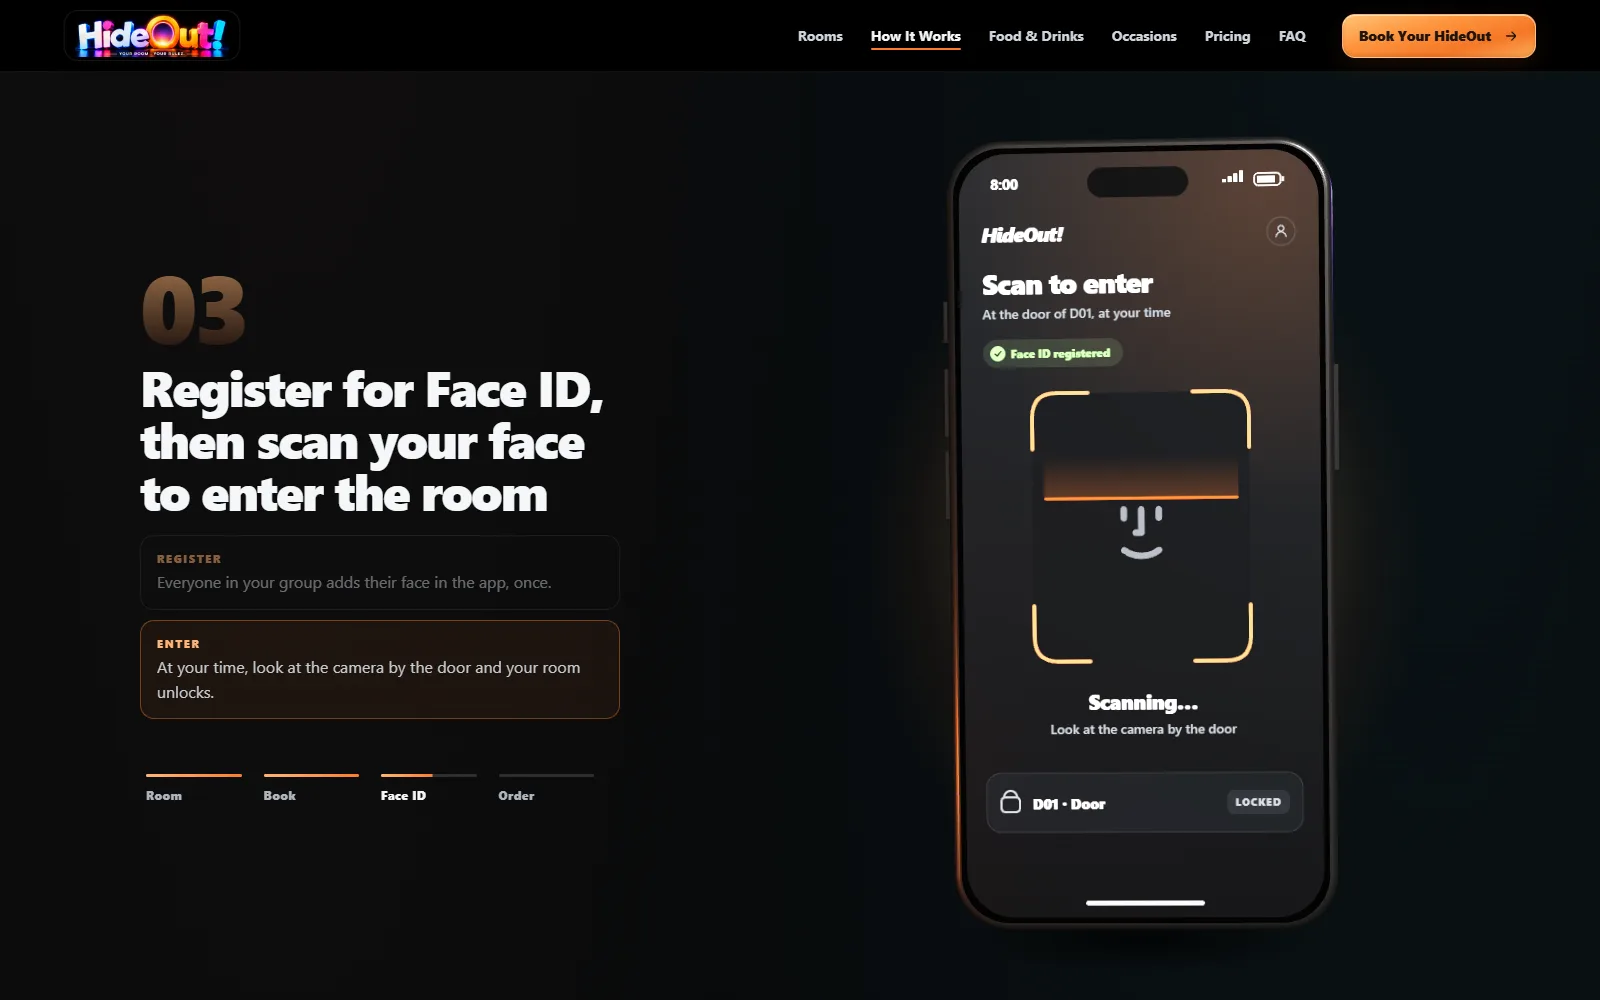 HideOut!
YOUR ROOM YOUR RULES
Rooms
How It Works
Food & Drinks
Occasions
Pricing
FAQ
Book Your HideOut →
03
Register for Face ID,
then scan your face
to enter the room
REGISTER
Everyone in your group adds their face in the app, once.
ENTER
At your time, look at the camera by the door and your room
unlocks.
Room
Book
Face ID
Order
8:00
HideOut!
Scan to enter
At the door of D01, at your time
Face ID registered
Scanning...
Look at the camera by the door
D01 · Door
LOCKED